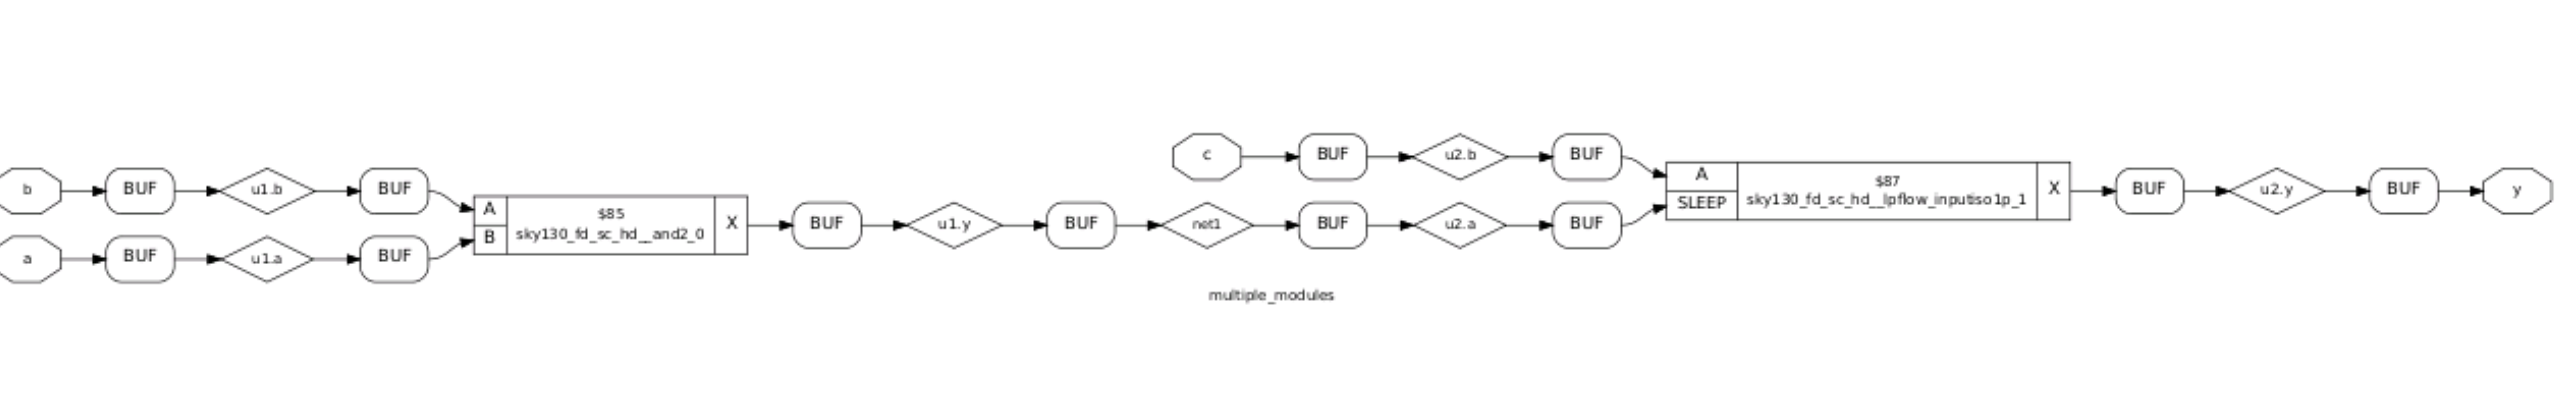 c BUF u2.b BUF
b BUF u1.b BUF
A $87 X BUF u2.y BUF y
SLEEP sky130_fd_sc_hd__lpflow_inputiso1p_1
A $85 X BUF u1.y BUF net1 BUF u2.a BUF
B sky130_fd_sc_hd__and2_0
a BUF u1.a BUF
multiple_modules